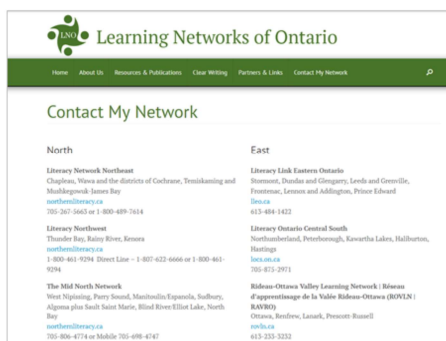 LNO
Learning Networks of Ontario
Home About Us Resources & Publications Clear Writing Partners & Links Contact My Network
Contact My Network
North
Literacy Network Northeast
Chapleau, Wawa and the districts of Cochrane, Temiskaming and
Mushkegowuk-James Bay
northernliteracy.ca
705-267-5663 or 1-800-489-7614
Literacy Northwest
Thunder Bay, Rainy River, Kenora
northernliteracy.ca
1-800-461-9294 Direct Line – 1-807-622-6666 or 1-800-461-
9294
The Mid North Network
West Nipissing, Parry Sound, Manitoulin/Espanola, Sudbury,
Algoma plus Sault Saint Marie, Blind River/Elliot Lake, North
Bay
northernliteracy.ca
705-806-4774 or Mobile 705-698-4747
East
Literacy Link Eastern Ontario
Stormont, Dundas and Glengarry, Leeds and Grenville,
Frontenac, Lennox and Addington, Prince Edward
lleo.ca
613-484-1422
Literacy Ontario Central South
Northumberland, Peterborough, Kawartha Lakes, Haliburton,
Hastings
locs.on.ca
705-875-2971
Rideau-Ottawa Valley Learning Network | Réseau
d'apprentissage de la Valée Rideau-Ottawa (ROVLN |
RAVRO)
Ottawa, Renfrew, Lanark, Prescott-Russell
rovln.ca
613-233-3232